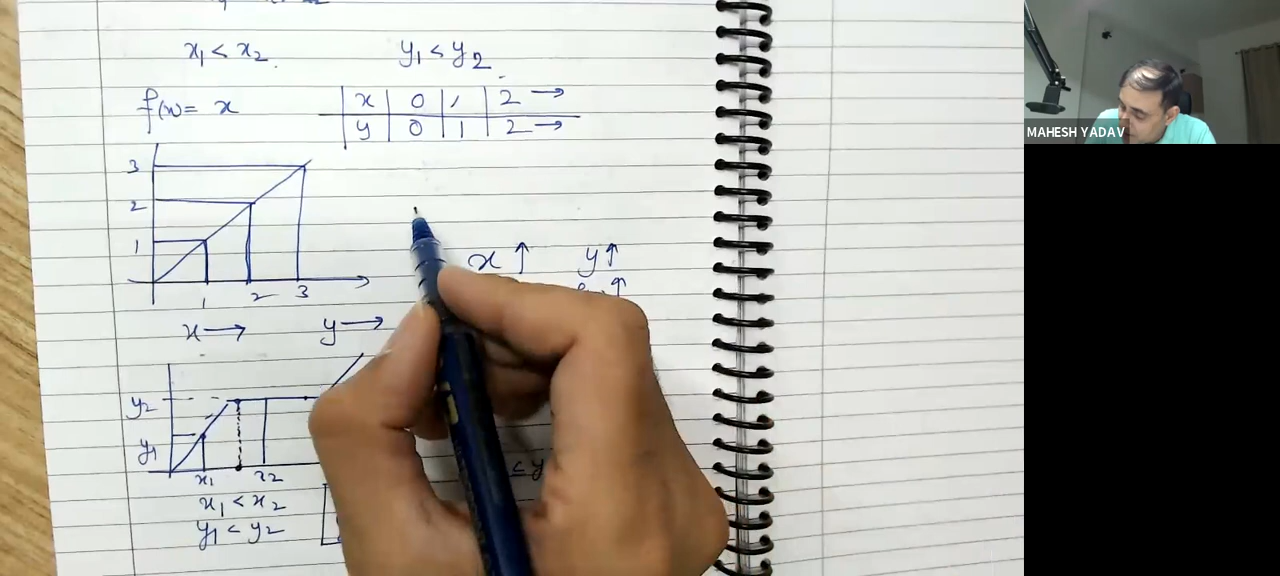 x₁ < x₂ y₁ < y₂
f(x) = x
x 0 1 2 →
y 0 1 2 →
3
2
1
1 2 3
x ↑ y ↑
x → y →
y₂
y₁
x₁ x₂
x₁ < x₂
y₁ < y₂
MAHESH YADAV